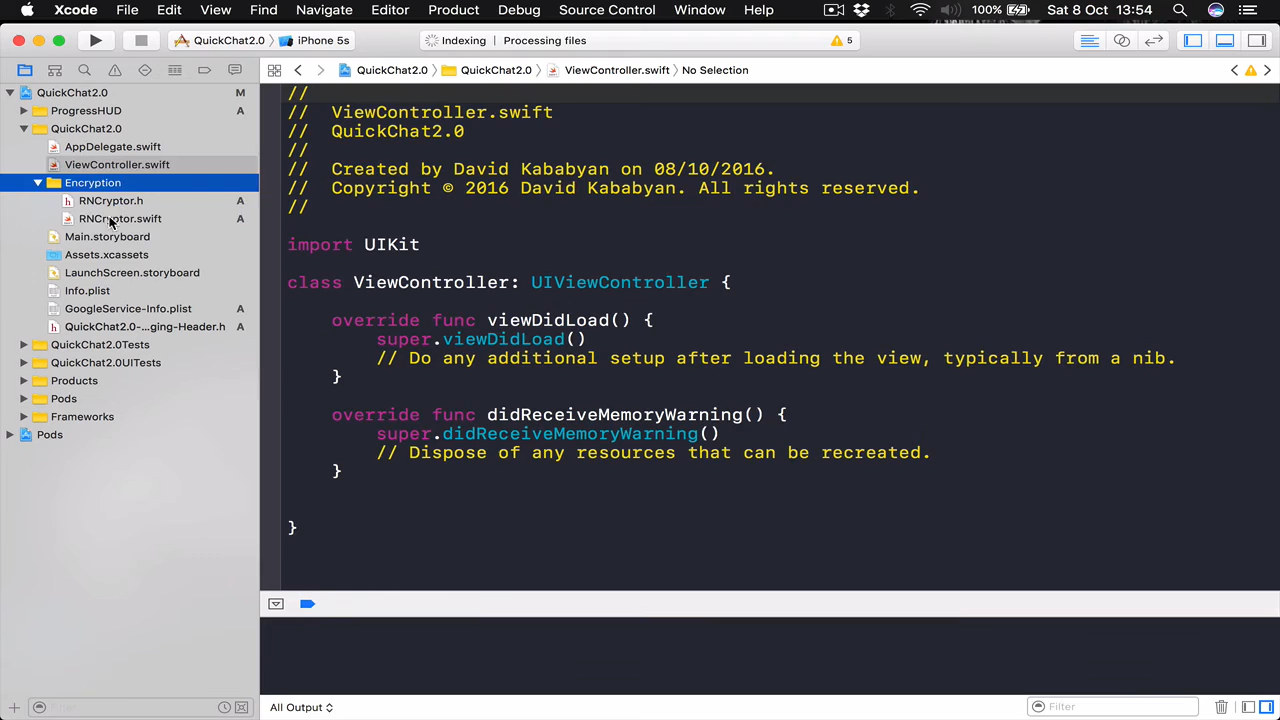 Xcode File Edit View Find Navigate Editor Product Debug Source Control Window Help 100% Sat 8 Oct 13:54
QuickChat2.0 〉 iPhone 5s Indexing | Processing files 5
QuickChat2.0 〉 QuickChat2.0 〉 ViewController.swift 〉 No Selection
QuickChat2.0 M
ProgressHUD A
QuickChat2.0
AppDelegate.swift
ViewController.swift
Encryption
RNCryptor.h A
RNCryptor.swift A
Main.storyboard
Assets.xcassets
LaunchScreen.storyboard
Info.plist
GoogleService-Info.plist A
QuickChat2.0-...ging-Header.h A
QuickChat2.0Tests
QuickChat2.0UITests
Products
Pods
Frameworks
Pods
Filter
//
// ViewController.swift
// QuickChat2.0
//
// Created by David Kababyan on 08/10/2016.
// Copyright © 2016 David Kababyan. All rights reserved.
//
import UIKit
class ViewController: UIViewController {
override func viewDidLoad() {
super.viewDidLoad()
// Do any additional setup after loading the view, typically from a nib.
}
override func didReceiveMemoryWarning() {
super.didReceiveMemoryWarning()
// Dispose of any resources that can be recreated.
}
}
All Output Filter